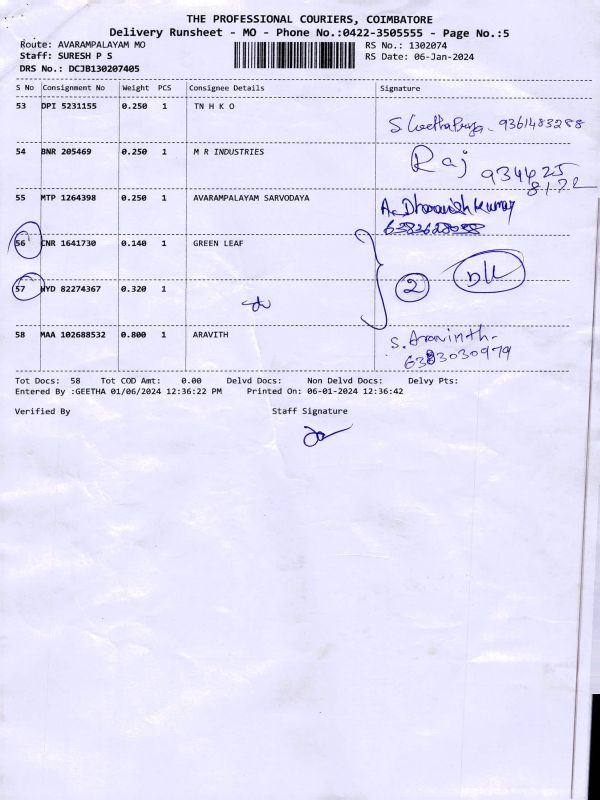 THE PROFESSIONAL COURIERS, COIMBATORE
Delivery Runsheet - MO - Phone No.:0422-3505555 - Page No.:5
Route: AVARAMPALAYAM MO RS No.: 1302074
Staff: SURESH P S RS Date: 06-Jan-2024
DRS No.: DCJB130207405
S No Consignment No Weight PCS Consignee Details Signature
53 DPI 5231155 0.250 1 TN H K O
9361483288
54 BNR 205469 0.250 1 M R INDUSTRIES Raj 934425
8122
55 MTP 1264398 0.250 1 AVARAMPALAYAM SARVODAYA
56 CNR 1641730 0.140 1 GREEN LEAF
2
57 HYD 82274367 0.320 1
58 MAA 102688532 0.800 1 ARAVITH S. Aravinth.
6383030979
Tot Docs: 58 Tot COD Amt: 0.00 Delvd Docs: Non Delvd Docs: Delvy Pts:
Entered By :GEETHA 01/06/2024 12:36:22 PM Printed On: 06-01-2024 12:36:42
Verified By Staff Signature